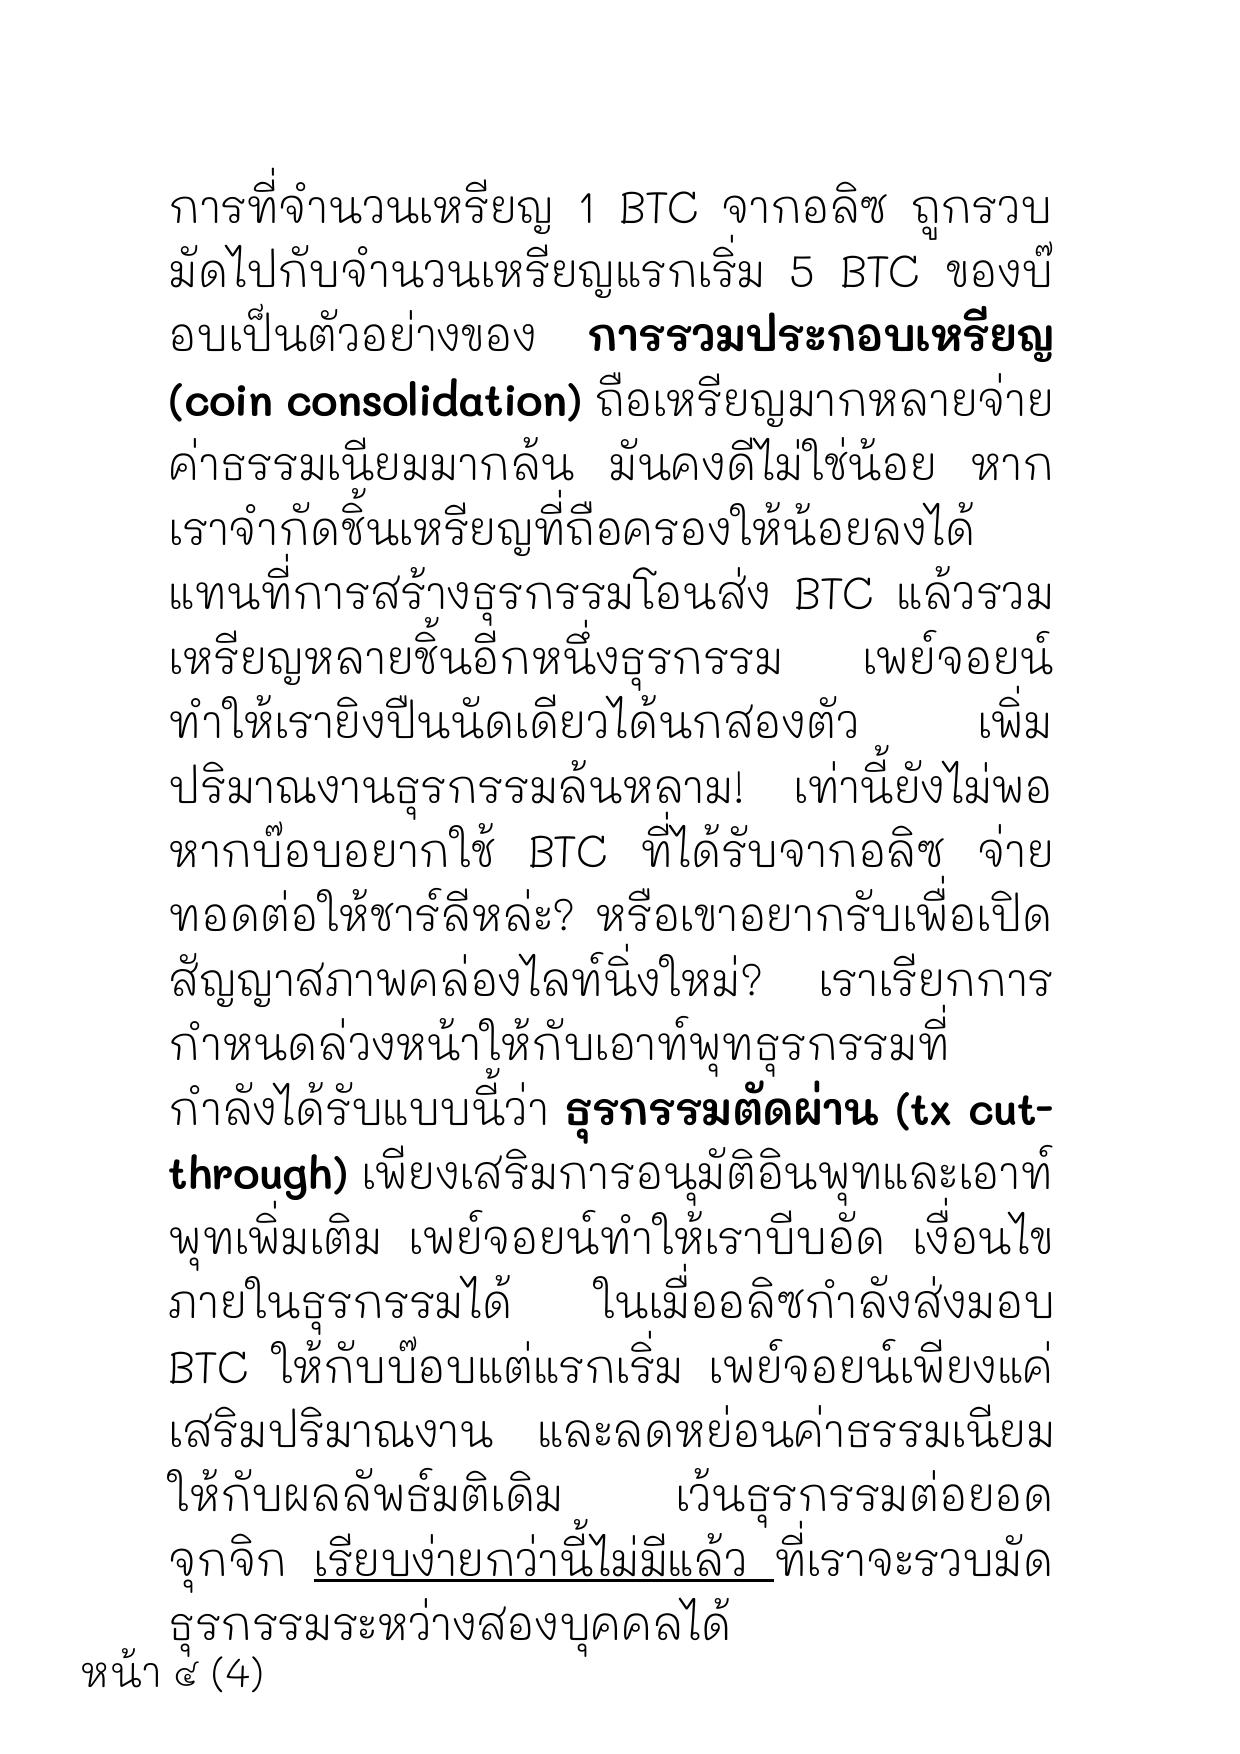 การที่จำนวนเหรียญ 1 BTC จากอลิซ ถูกรวบ
มัดไปกับจำนวนเหรียญแรกเริ่ม 5 BTC ของบ๊
อบเป็นตัวอย่างของ การรวมประกอบเหรียญ
(coin consolidation) ถือเหรียญมากหลายจ่าย
ค่าธรรมเนียมมากล้น มันคงดีไม่ใช่น้อย หาก
เราจำกัดชิ้นเหรียญที่ถือครองให้น้อยลงได้
แทนที่การสร้างธุรกรรมโอนส่ง BTC แล้วรวม
เหรียญหลายชิ้นอีกหนึ่งธุรกรรม เพย์จอยน์
ทำให้เรายิงปืนนัดเดียวได้นกสองตัว เพิ่ม
ปริมาณงานธุรกรรมล้นหลาม! เท่านี้ยังไม่พอ
หากบ๊อบอยากใช้ BTC ที่ได้รับจากอลิซ จ่าย
ทอดต่อให้ชาร์ลีหล่ะ? หรือเขาอยากรับเพื่อเปิด
สัญญาสภาพคล่องไลท์นิ่งใหม่? เราเรียกการ
กำหนดล่วงหน้าให้กับเอาท์พุทธุรกรรมที่
กำลังได้รับแบบนี้ว่า ธุรกรรมตัดผ่าน (tx cut-
through) เพียงเสริมการอนุมัติอินพุทและเอาท์
พุทเพิ่มเติม เพย์จอยน์ทำให้เราบีบอัด เงื่อนไข
ภายในธุรกรรมได้ ในเมื่ออลิซกำลังส่งมอบ
BTC ให้กับบ๊อบแต่แรกเริ่ม เพย์จอยน์เพียงแค่
เสริมปริมาณงาน และลดหย่อนค่าธรรมเนียม
ให้กับผลลัพธ์มติเดิม เว้นธุรกรรมต่อยอด
จุกจิก เรียบง่ายกว่านี้ไม่มีแล้ว ที่เราจะรวบมัด
ธุรกรรมระหว่างสองบุคคลได้
หน้า ๔ (4)